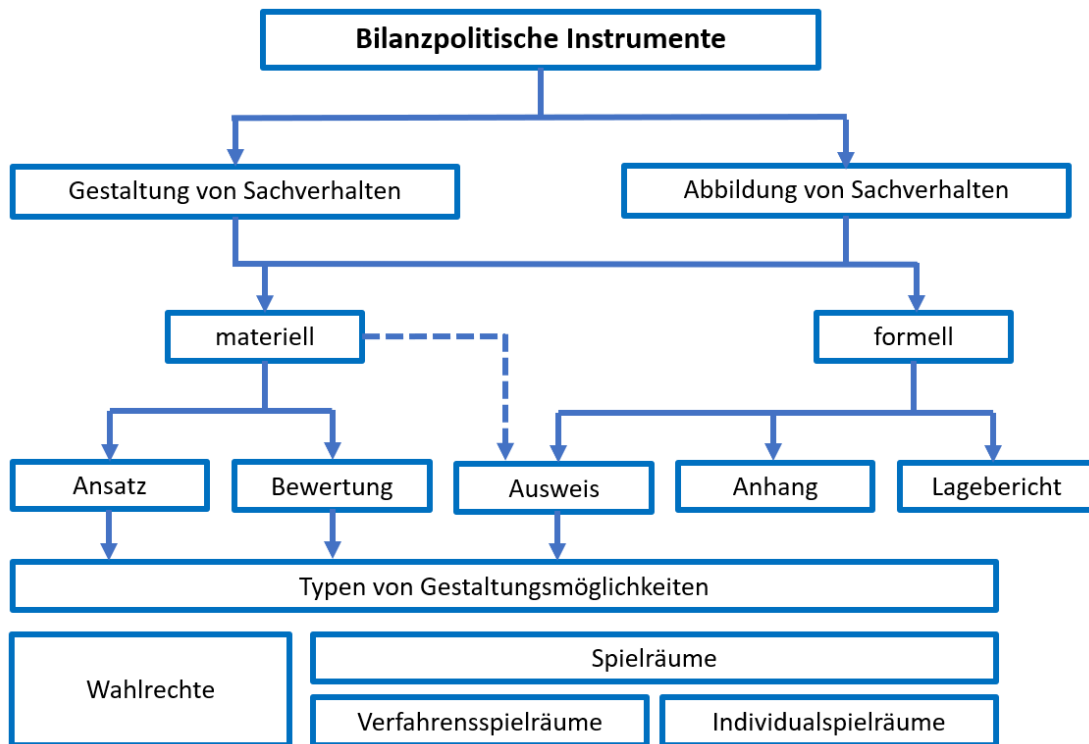 Bilanzpolitische Instrumente
Gestaltung von Sachverhalten
Abbildung von Sachverhalten
materiell
formell
Ansatz
Bewertung
Ausweis
Anhang
Lagebericht
Typen von Gestaltungsmöglichkeiten
Wahlrechte
Spielräume
Verfahrensspielräume
Individualspielräume